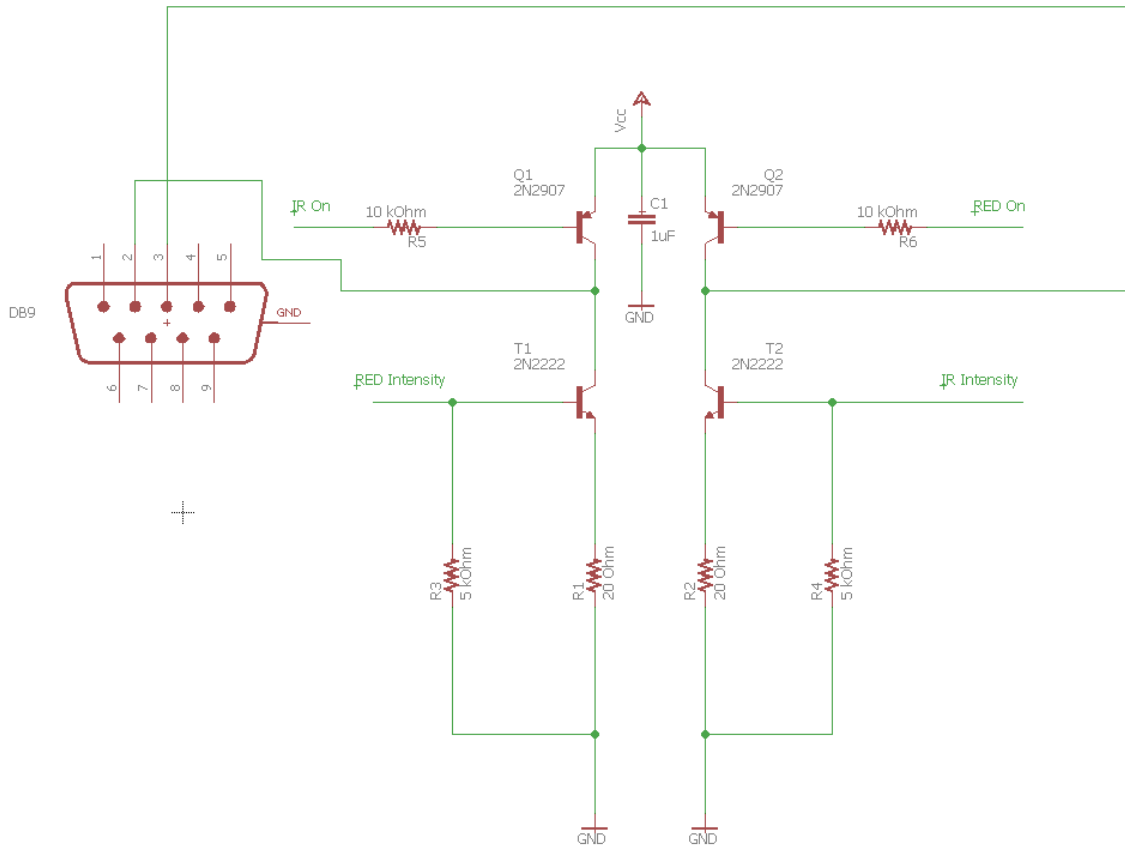 Vcc
Q1
2N2907
Q2
2N2907
IR On
10 kOhm
R5
C1
1uF
10 kOhm
R6
RED On
1
2
3
4
5
DB9
GND
GND
6
7
8
9
T1
2N2222
T2
2N2222
RED Intensity
IR Intensity
R3
5 kOhm
R1
20 Ohm
R2
20 Ohm
R4
5 kOhm
GND
GND